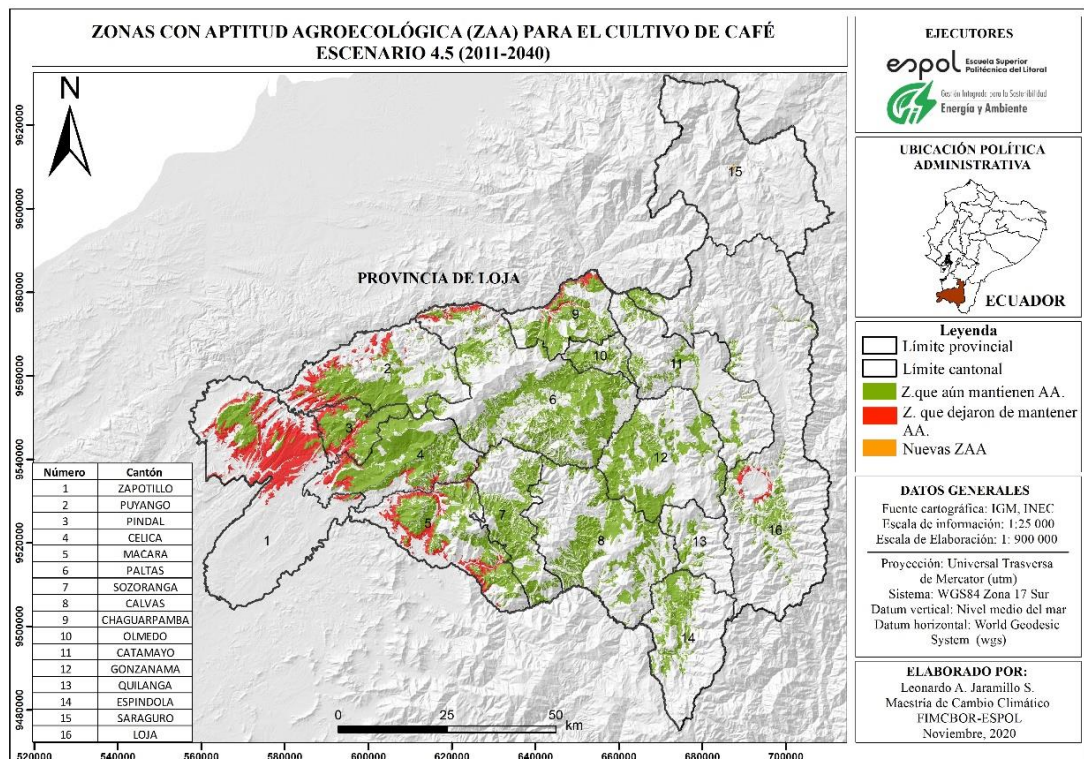 ZONAS CON APTITUD AGROECOLÓGICA (ZAA) PARA EL CULTIVO DE CAFÉ
ESCENARIO 4.5 (2011-2040)
N
PROVINCIA DE LOJA
15
9
10
11
2
6
3
4
12
5
7
8
13
16
1
14
9620000
9600000
9580000
9560000
9540000
9520000
9500000
9480000
520000
540000
560000
580000
600000
620000
640000
660000
680000
700000
0 25 50
km
Número Cantón
1 ZAPOTILLO
2 PUYANGO
3 PINDAL
4 CELICA
5 MACARA
6 PALTAS
7 SOZORANGA
8 CALVAS
9 CHAGUARPAMBA
10 OLMEDO
11 CATAMAYO
12 GONZANAMA
13 QUILANGA
14 ESPINDOLA
15 SARAGURO
16 LOJA
EJECUTORES
espol Escuela Superior
Politécnica del Litoral
Gestión Integrada para la Sostenibilidad
Energía y Ambiente
UBICACIÓN POLÍTICA
ADMINISTRATIVA
ECUADOR
Leyenda
Límite provincial
Límite cantonal
Z.que aún mantienen AA.
Z. que dejaron de mantener
AA.
Nuevas ZAA
DATOS GENERALES
Fuente cartográfica: IGM, INEC
Escala de información: 1:25 000
Escala de Elaboración: 1: 900 000
Proyección: Universal Trasversa
de Mercator (utm)
Sistema: WGS84 Zona 17 Sur
Datum vertical: Nivel medio del mar
Datum horizontal: World Geodesic
System (wgs)
ELABORADO POR:
Leonardo A. Jaramillo S.
Maestria de Cambio Climático
FIMCBOR-ESPOL
Noviembre, 2020